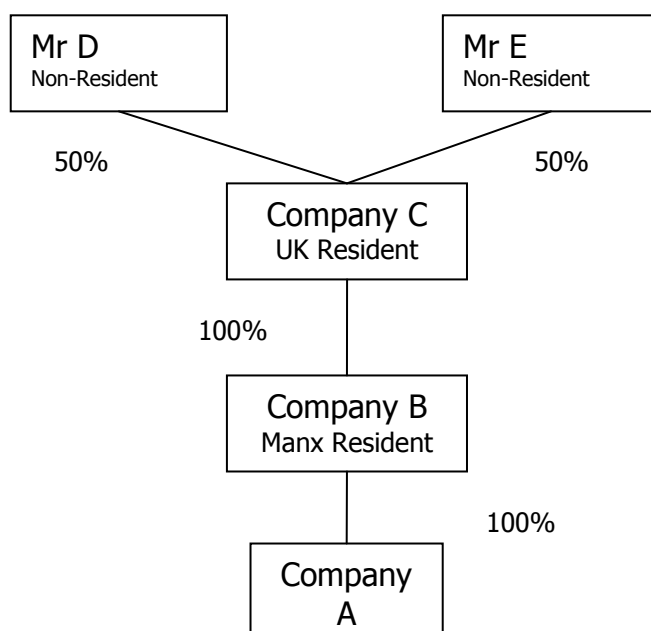 Mr D
Non-Resident
Mr E
Non-Resident
50%
50%
Company C
UK Resident
100%
Company B
Manx Resident
100%
Company
A